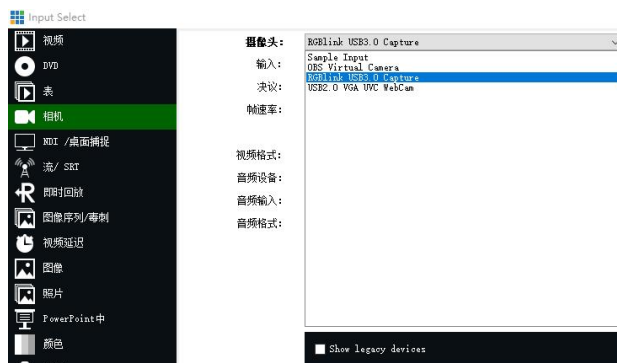 Input Select
视频
DVD
表
相机
NDI /桌面捕捉
流/ SRT
即时回放
图像序列/毒刺
视频延迟
图像
照片
PowerPoint中
颜色
摄像头:
输入:
决议:
帧速率:
视频格式:
音频设备:
音频输入:
音频格式:
RGBlink USB3.0 Capture
Sample Input
OBS Virtual Camera
RGBlink USB3.0 Capture
USB2.0 VGA UVC WebCam
Show legacy devices